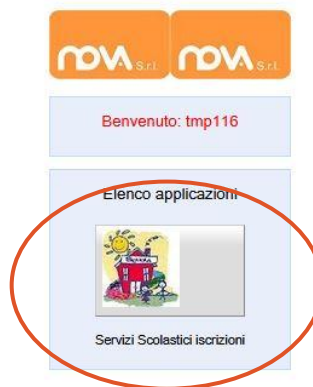 NOVA S.r.l. NOVA S.r.l.
Benvenuto: tmp116
Elenco applicazioni
Servizi Scolastici iscrizioni